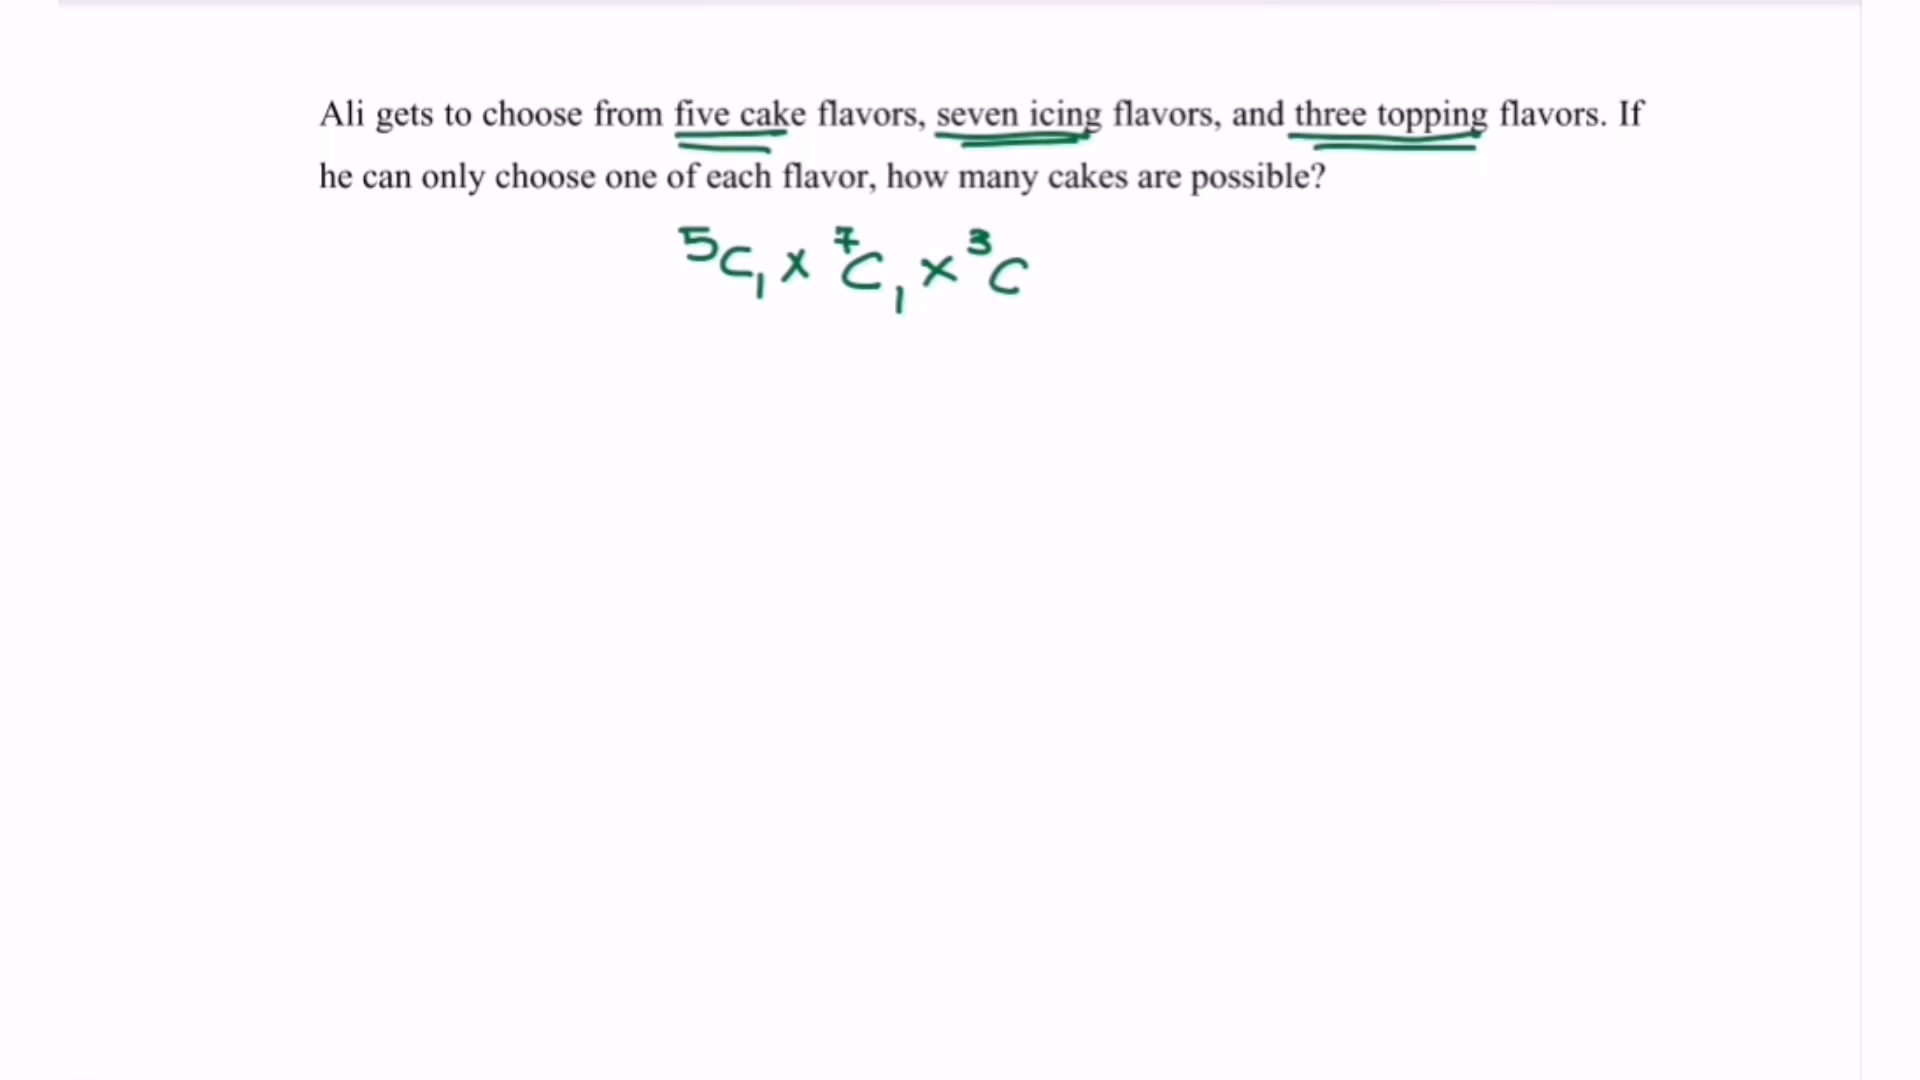 Ali gets to choose from five cake flavors, seven icing flavors, and three topping flavors. If
he can only choose one of each flavor, how many cakes are possible?
⁵C₁ x ⁷C₁ x ³C